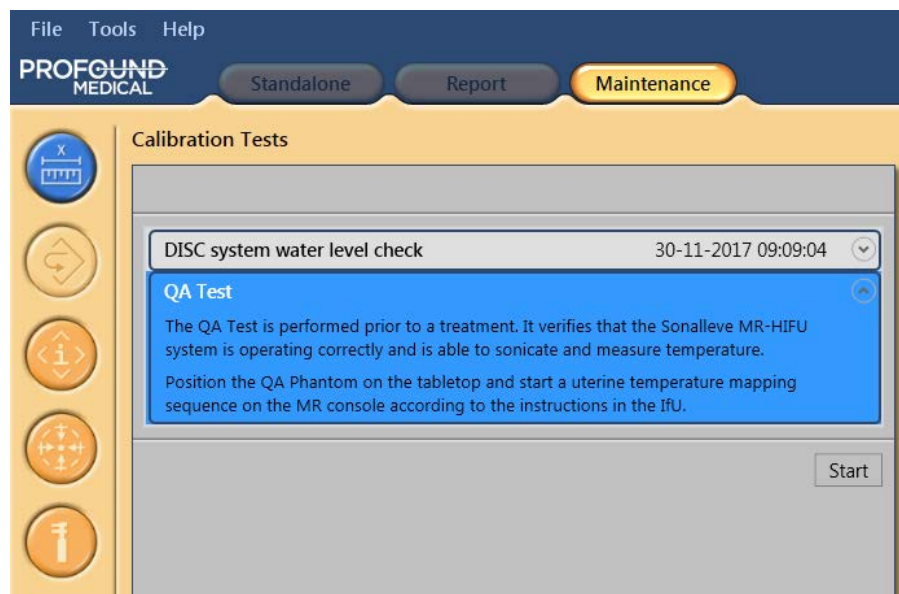 File Tools Help
PROFOUND
MEDICAL
Standalone Report Maintenance
X
Calibration Tests
DISC system water level check 30-11-2017 09:09:04
QA Test
The QA Test is performed prior to a treatment. It verifies that the Sonalleve MR-HIFU
system is operating correctly and is able to sonicate and measure temperature.
Position the QA Phantom on the tabletop and start a uterine temperature mapping
sequence on the MR console according to the instructions in the IfU.
Start